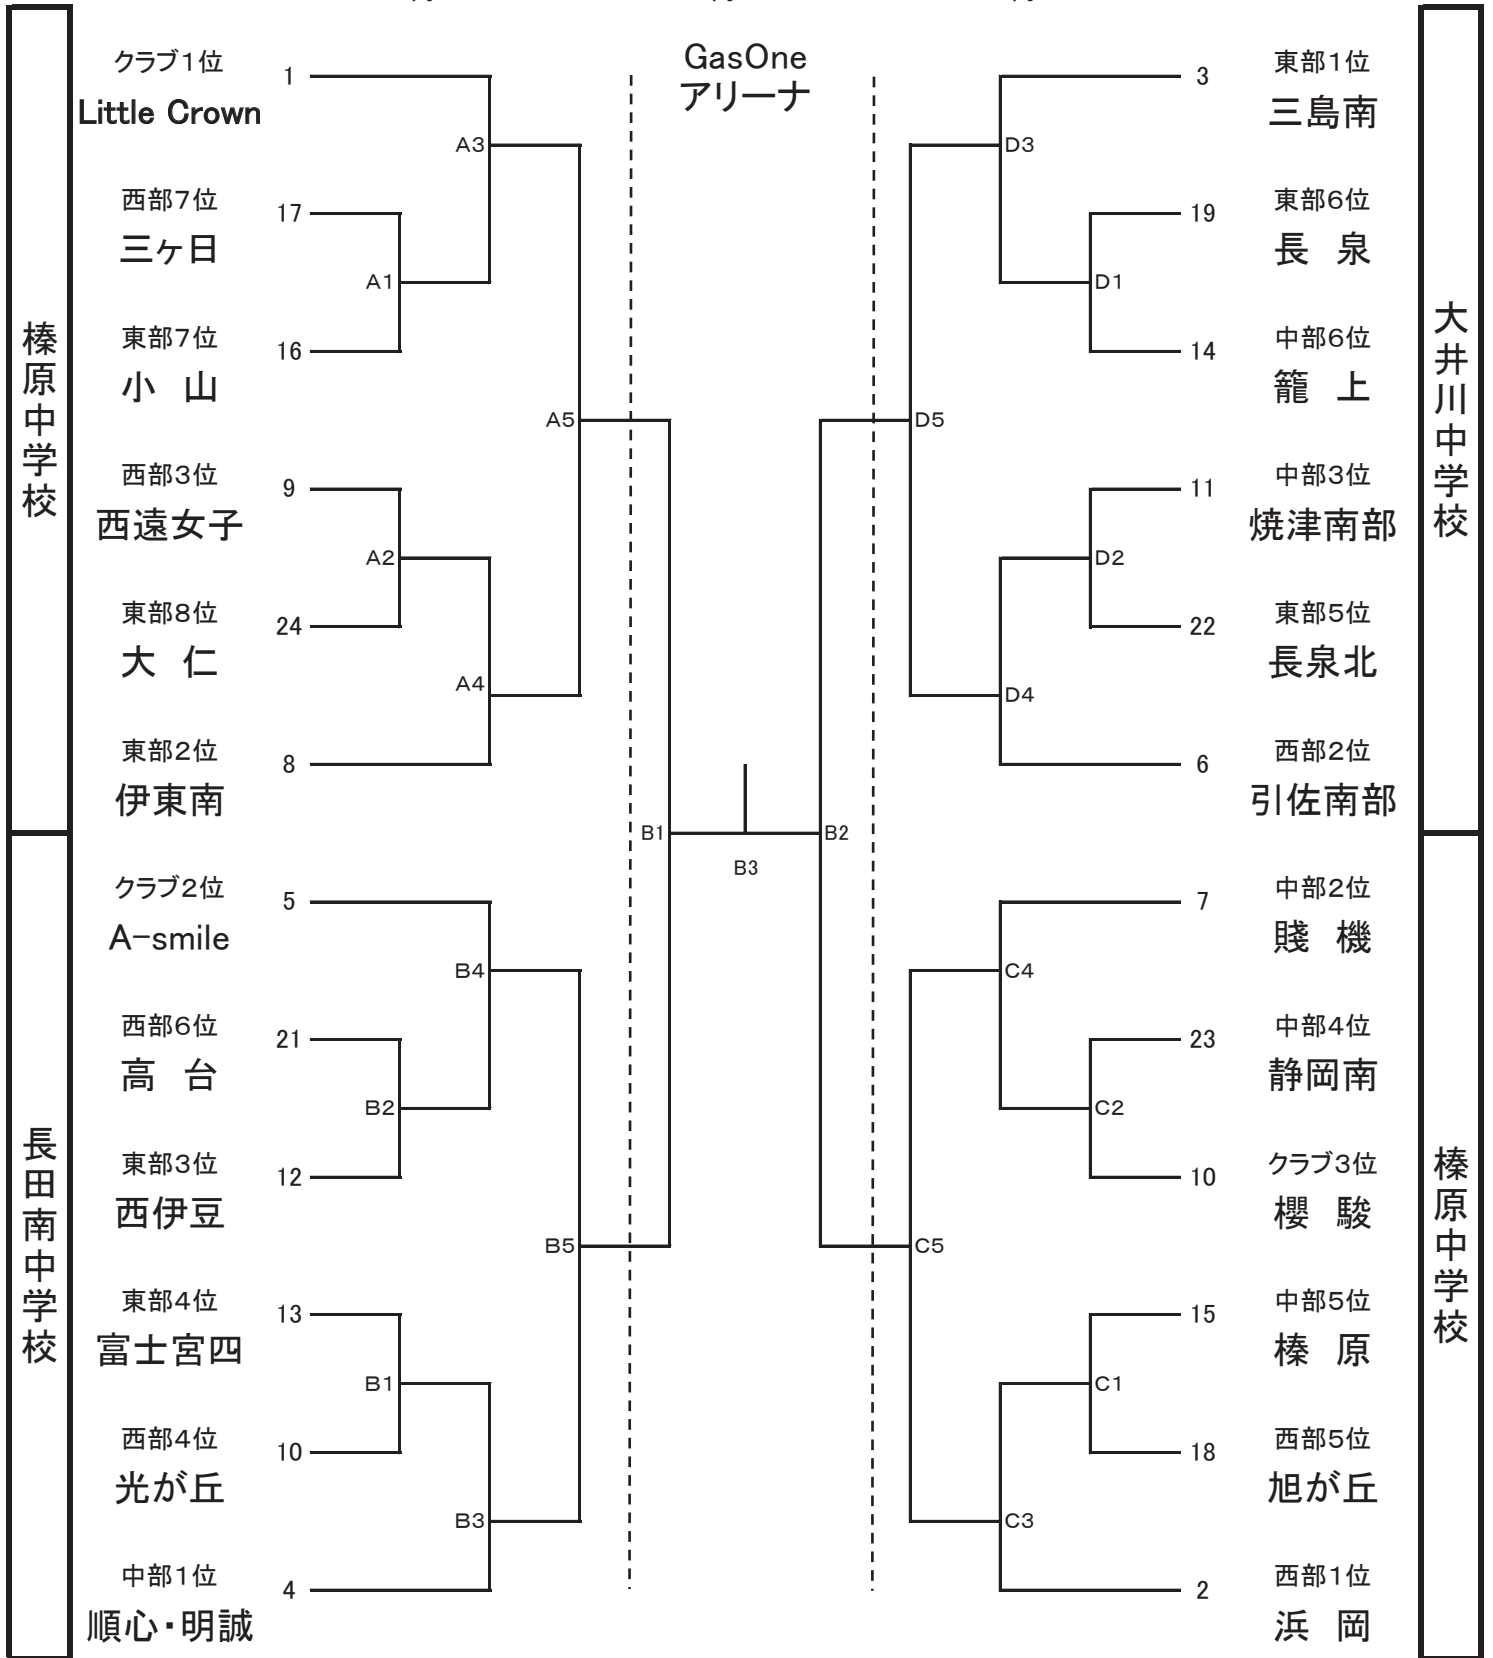 GasOne
アリーナ
榛原中学校
クラブ1位
1
Little Crown
A3
西部7位
17
三ヶ日
A1
東部7位
16
小 山
A5
西部3位
9
西遠女子
A2
東部8位
24
大 仁
A4
東部2位
8
伊東南
長田南中学校
クラブ2位
5
A-smile
B4
西部6位
21
高 台
B2
東部3位
12
西伊豆
B5
東部4位
13
富士宮四
B1
西部4位
10
光が丘
B3
中部1位
4
順心・明誠
B1
B3
B2
大井川中学校
東部1位
3
三島南
D3
東部6位
19
長 泉
D1
中部6位
14
籠 上
D5
中部3位
11
焼津南部
D2
東部5位
22
長泉北
D4
西部2位
6
引佐南部
榛原中学校
中部2位
7
賤 機
C4
中部4位
23
静岡南
C2
クラブ3位
10
櫻 駿
C5
中部5位
15
榛 原
C1
西部5位
18
旭が丘
C3
西部1位
2
浜 岡